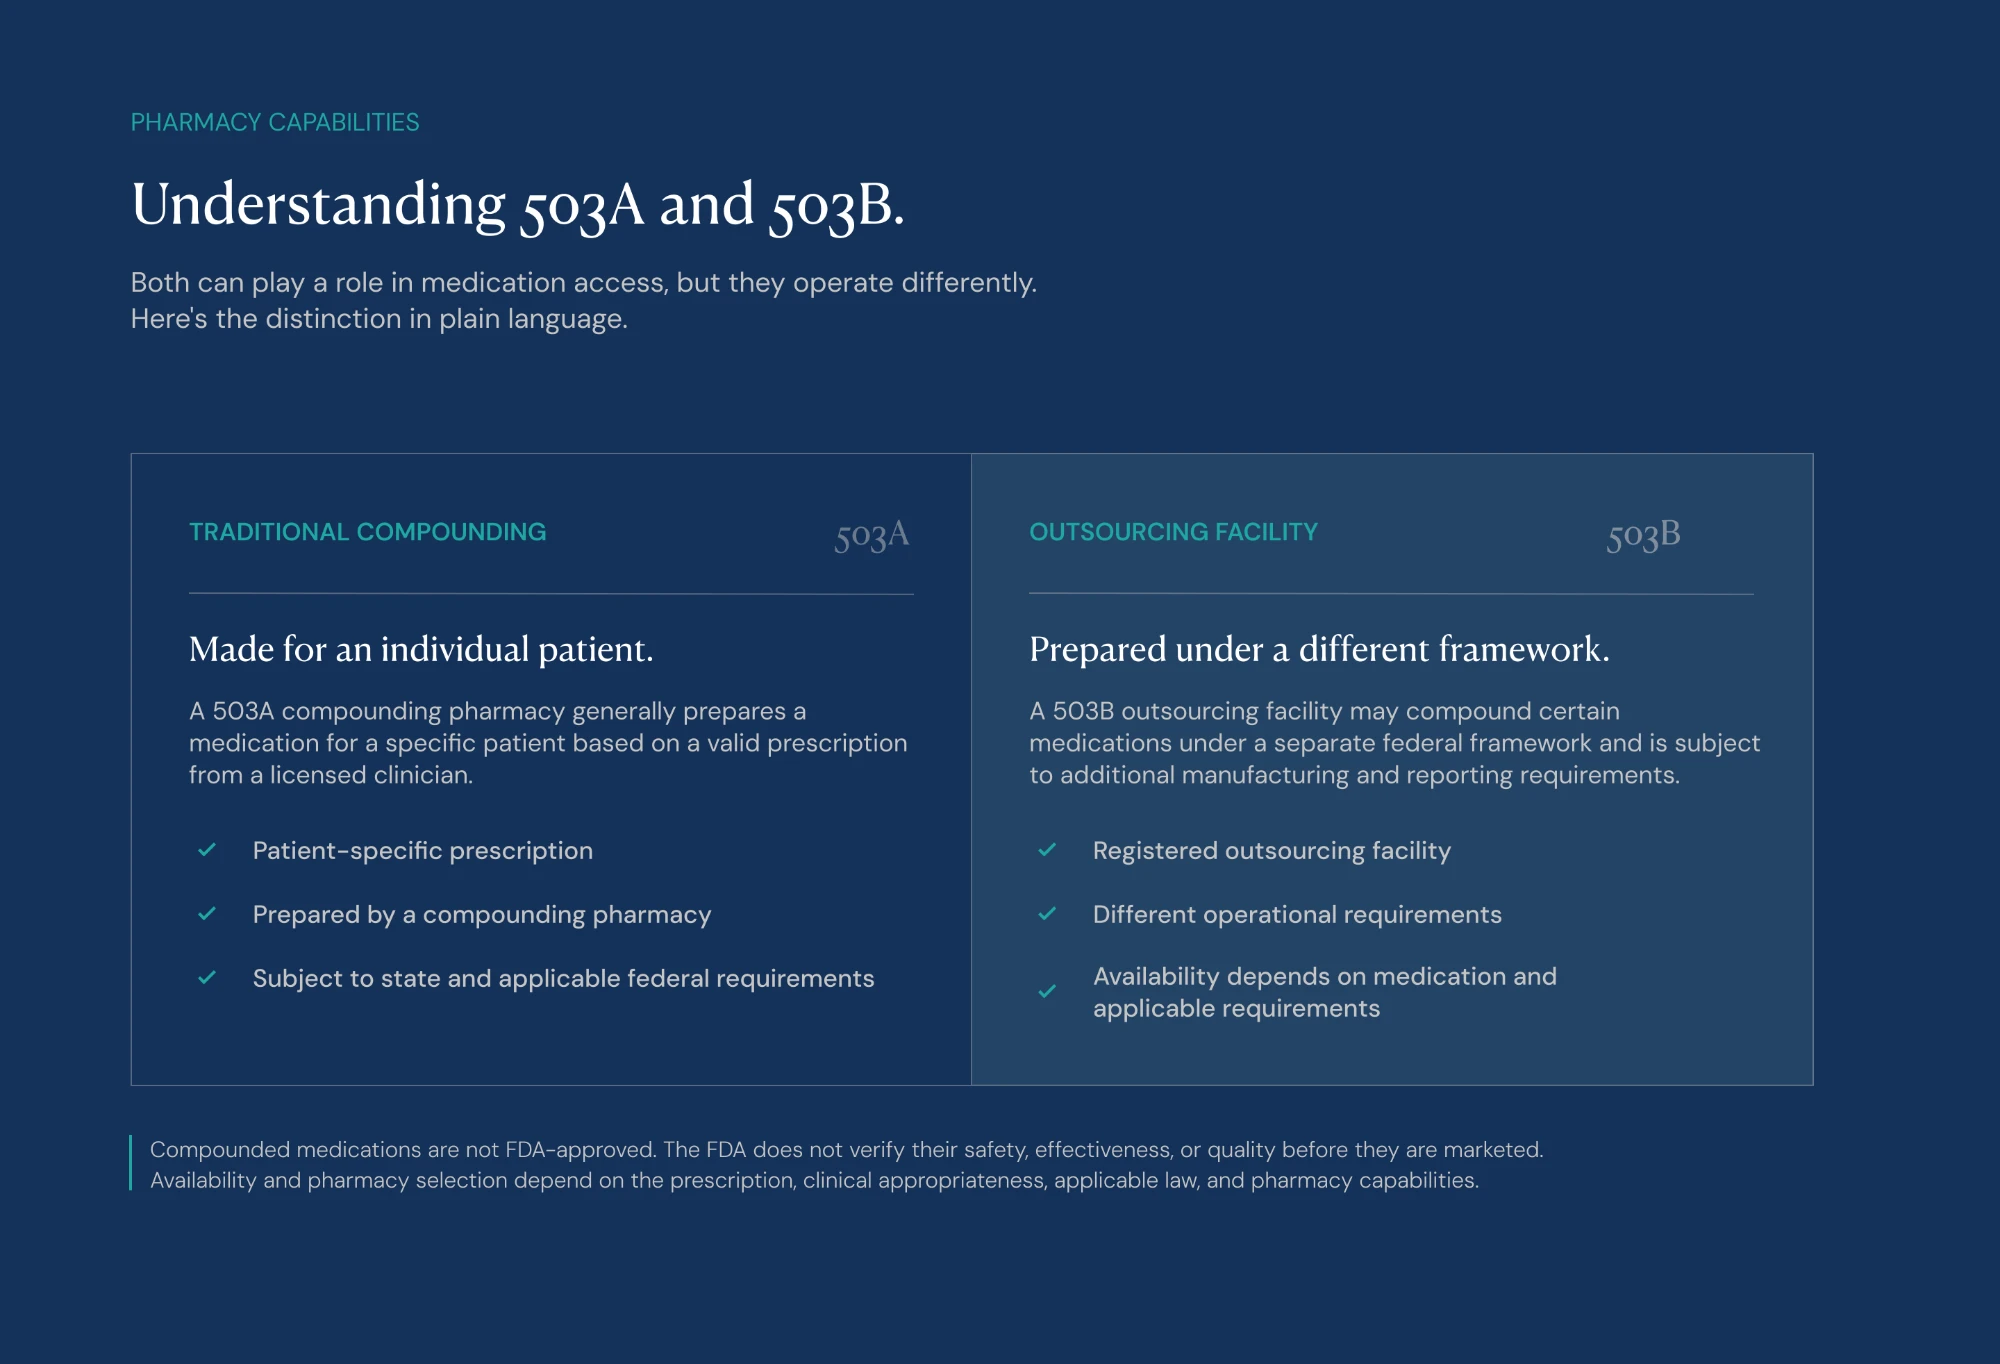 PHARMACY CAPABILITIES
Understanding 503A and 503B.
Both can play a role in medication access, but they operate differently.
Here's the distinction in plain language.
TRADITIONAL COMPOUNDING
503A
Made for an individual patient.
A 503A compounding pharmacy generally prepares a
medication for a specific patient based on a valid prescription
from a licensed clinician.
Patient-specific prescription
Prepared by a compounding pharmacy
Subject to state and applicable federal requirements
OUTSOURCING FACILITY
503B
Prepared under a different framework.
A 503B outsourcing facility may compound certain
medications under a separate federal framework and is subject
to additional manufacturing and reporting requirements.
Registered outsourcing facility
Different operational requirements
Availability depends on medication and
applicable requirements
Compounded medications are not FDA-approved. The FDA does not verify their safety, effectiveness, or quality before they are marketed.
Availability and pharmacy selection depend on the prescription, clinical appropriateness, applicable law, and pharmacy capabilities.